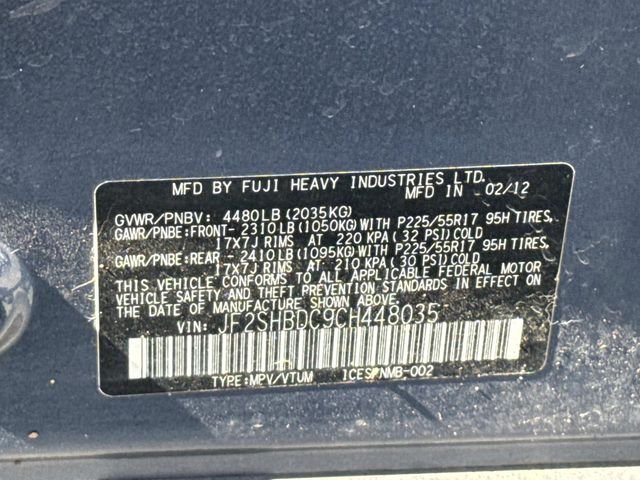 MFD BY FUJI HEAVY INDUSTRIES LTD.
MFD IN 02/12
GVWR/PNBV: 4480LB(2035KG)
GAWR/PNBE:FRONT- 2310LB(1050KG)WITH P225/55R17 95H TIRES,
17X7J RIMS AT 220 KPA(32 PSI)COLD
GAWR/PNBE:REAR - 2410LB(1095KG)WITH P225/55R17 95H TIRES,
17X7J RIMS AT 210 KPA(30 PSI)COLD
THIS VEHICLE CONFORMS TO ALL APPLICABLE FEDERAL MOTOR
VEHICLE SAFETY AND THEFT PREVENTION STANDARDS IN EFFECT ON
THE DATE OF MANUFACTURE SHOWN ABOVE.
VIN: JF2SHBDC9CH448035
TYPE:MPV/VTUM ICES/NMB-002